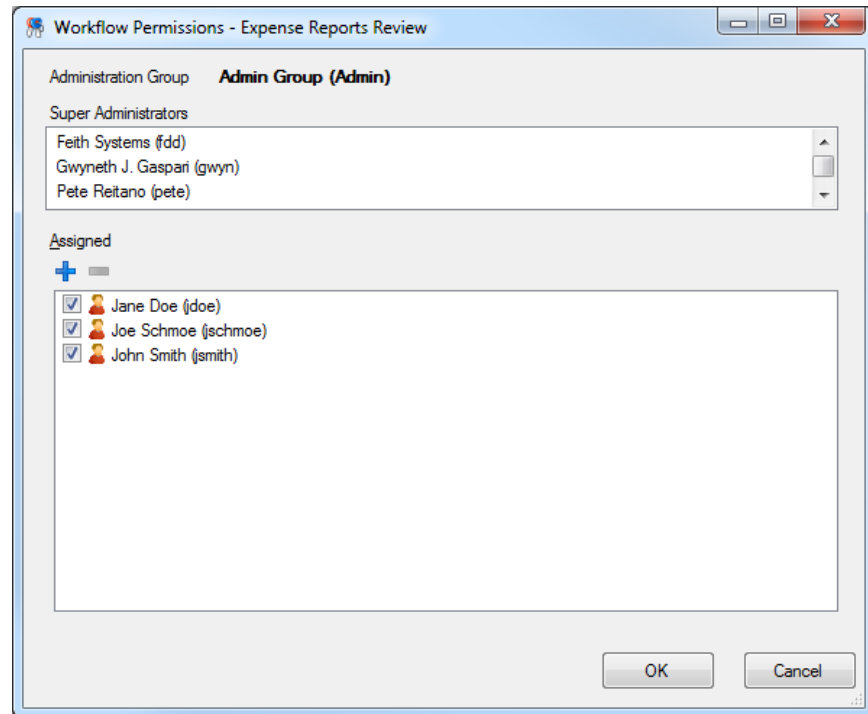 Workflow Permissions - Expense Reports Review
Administration Group Admin Group (Admin)
Super Administrators
Feith Systems (fdd)
Gwyneth J. Gaspari (gwyn)
Pete Reitano (pete)
Assigned
Jane Doe (jdoe)
Joe Schmoe (jschmoe)
John Smith (jsmith)
OK Cancel